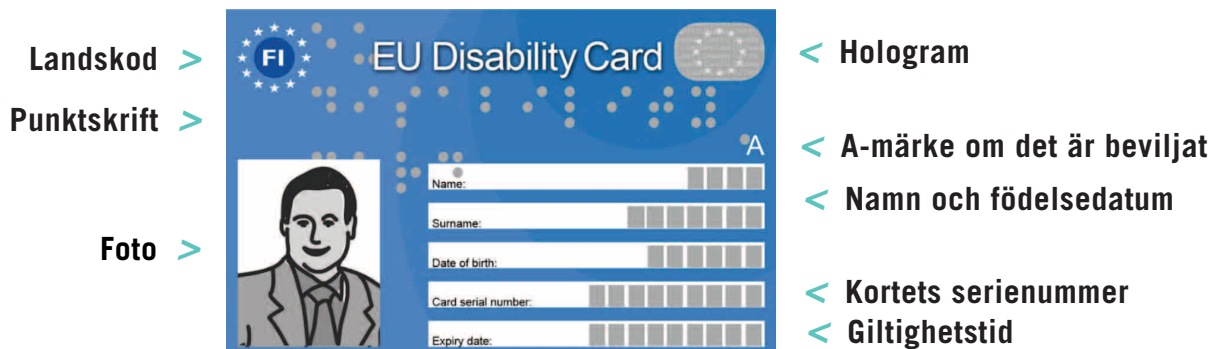 Landskod >
Punktskrift >
Foto >
FI
EU Disability Card
A
Name:
Surname:
Date of birth:
Card serial number:
Expiry date:
< Hologram
< A-märke om det är beviljat
< Namn och födelsedatum
< Kortets serienummer
< Giltighetstid